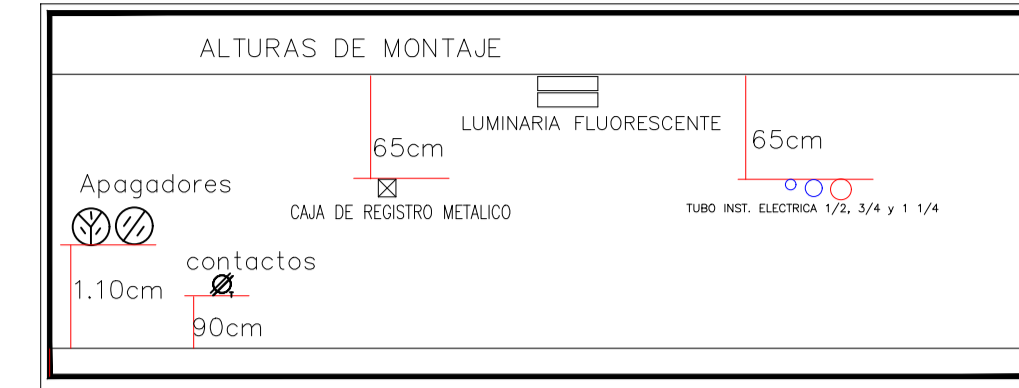 ALTURAS DE MONTAJE
LUMINARIA FLUORESCENTE
65cm
65cm
Apagadores
CAJA DE REGISTRO METALICO
TUBO INST. ELECTRICA 1/2, 3/4 y 1 1/4
contactos
T
1.10cm
90cm